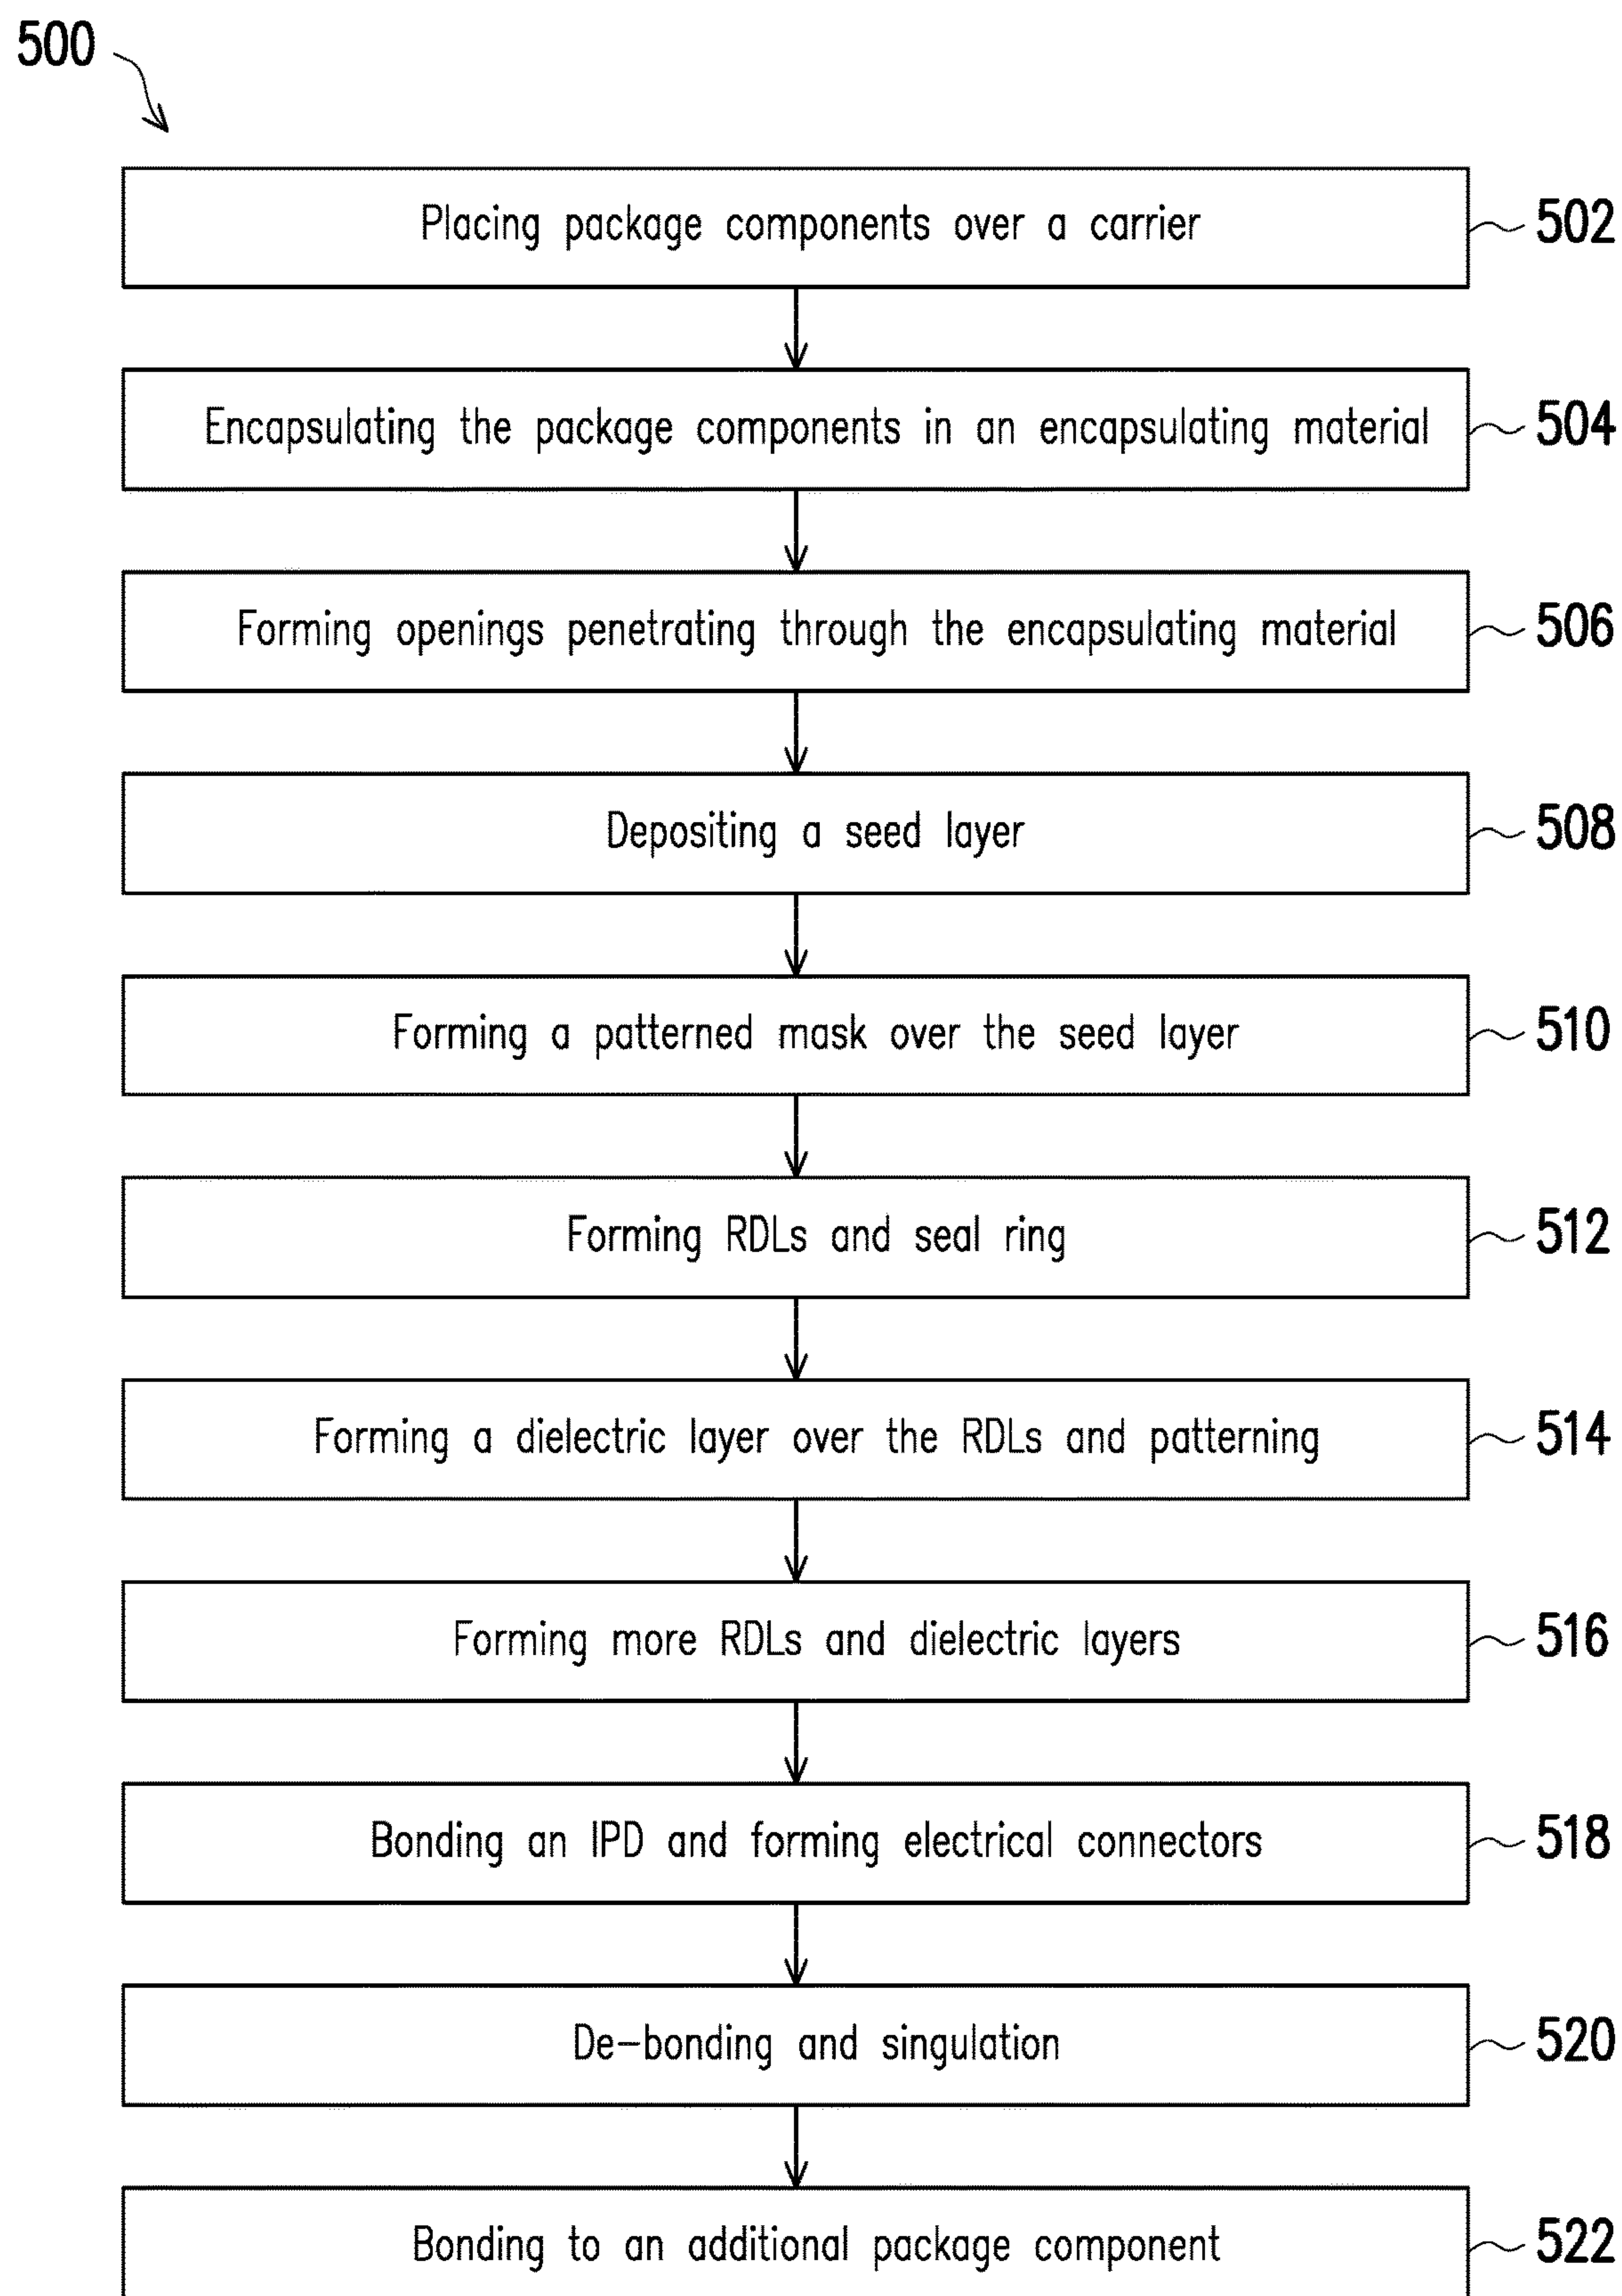 500
Placing package components over a carrier
502
Encapsulating the package components in an encapsulating material
504
Forming openings penetrating through the encapsulating material
506
Depositing a seed layer
508
Forming a patterned mask over the seed layer
510
Forming RDLs and seal ring
512
Forming a dielectric layer over the RDLs and patterning
514
Forming more RDLs and dielectric layers
516
Bonding an IPD and forming electrical connectors
518
De-bonding and singulation
520
Bonding to an additional package component
522